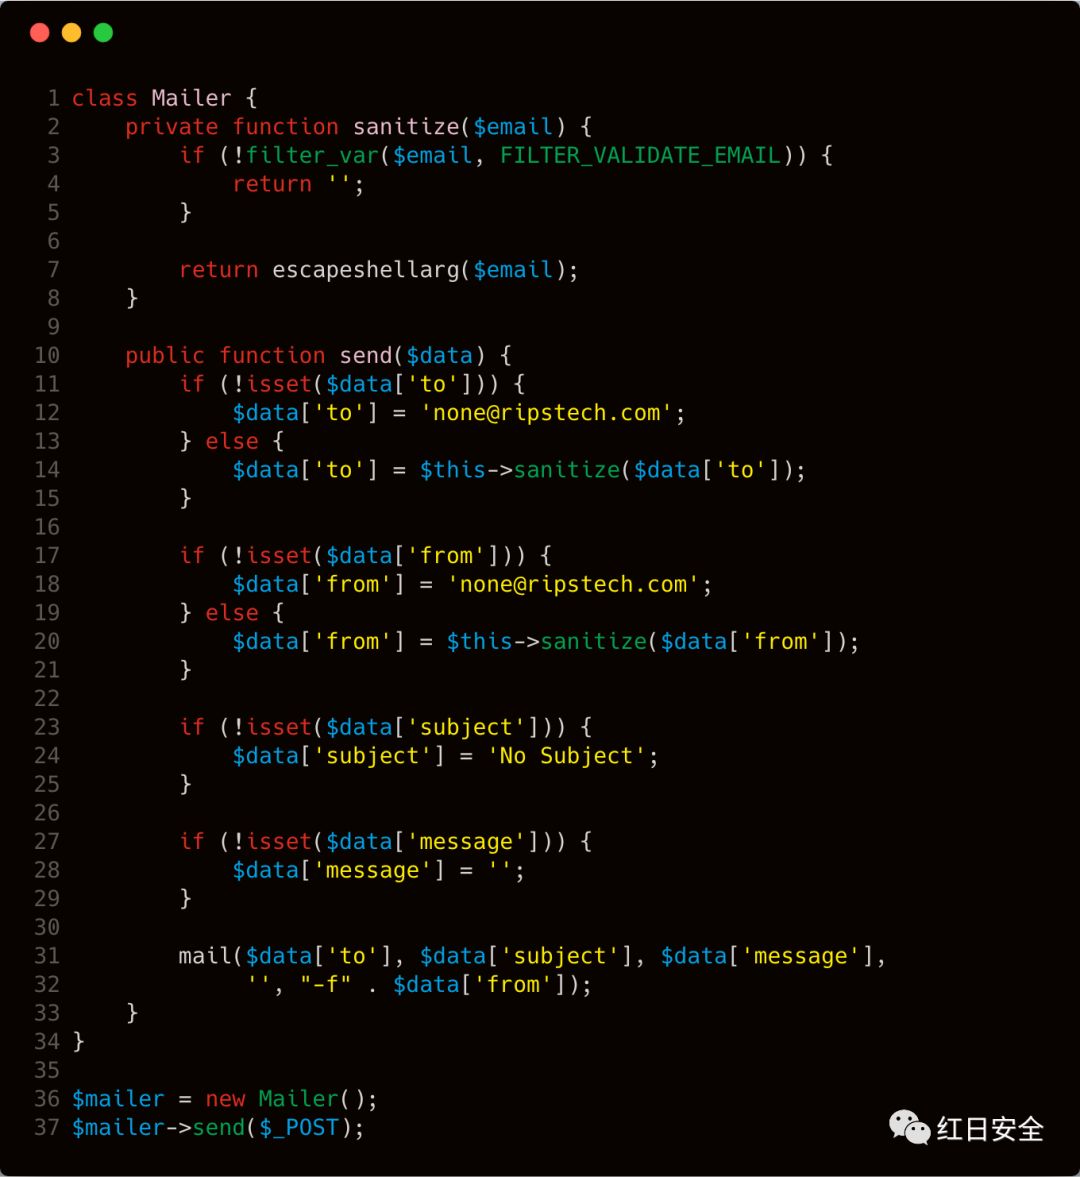 1 class Mailer {
2     private function sanitize($email) {
3         if (!filter_var($email, FILTER_VALIDATE_EMAIL)) {
4             return '';
5         }
6
7         return escapeshellarg($email);
8     }
9
10     public function send($data) {
11         if (!isset($data['to'])) {
12             $data['to'] = 'none@ripstech.com';
13         } else {
14             $data['to'] = $this->sanitize($data['to']);
15         }
16
17         if (!isset($data['from'])) {
18             $data['from'] = 'none@ripstech.com';
19         } else {
20             $data['from'] = $this->sanitize($data['from']);
21         }
22
23         if (!isset($data['subject'])) {
24             $data['subject'] = 'No Subject';
25         }
26
27         if (!isset($data['message'])) {
28             $data['message'] = '';
29         }
30
31         mail($data['to'], $data['subject'], $data['message'],
32              '', "-f" . $data['from']);
33     }
34 }
35
36 $mailer = new Mailer();
37 $mailer->send($_POST);
红日安全